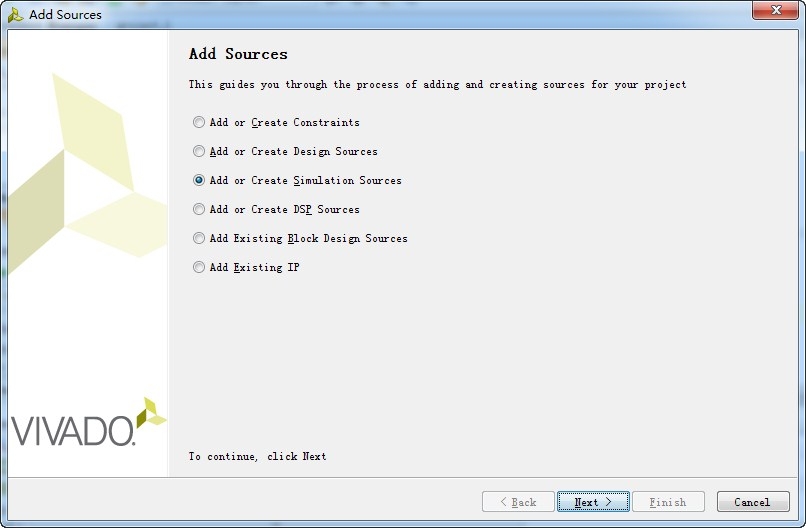 Add Sources
Add Sources
This guides you through the process of adding and creating sources for your project
Add or Create Constraints
Add or Create Design Sources
Add or Create Simulation Sources
Add or Create DSP Sources
Add Existing Block Design Sources
Add Existing IP
VIVADO.
To continue, click Next
< Back
Next >
Finish
Cancel